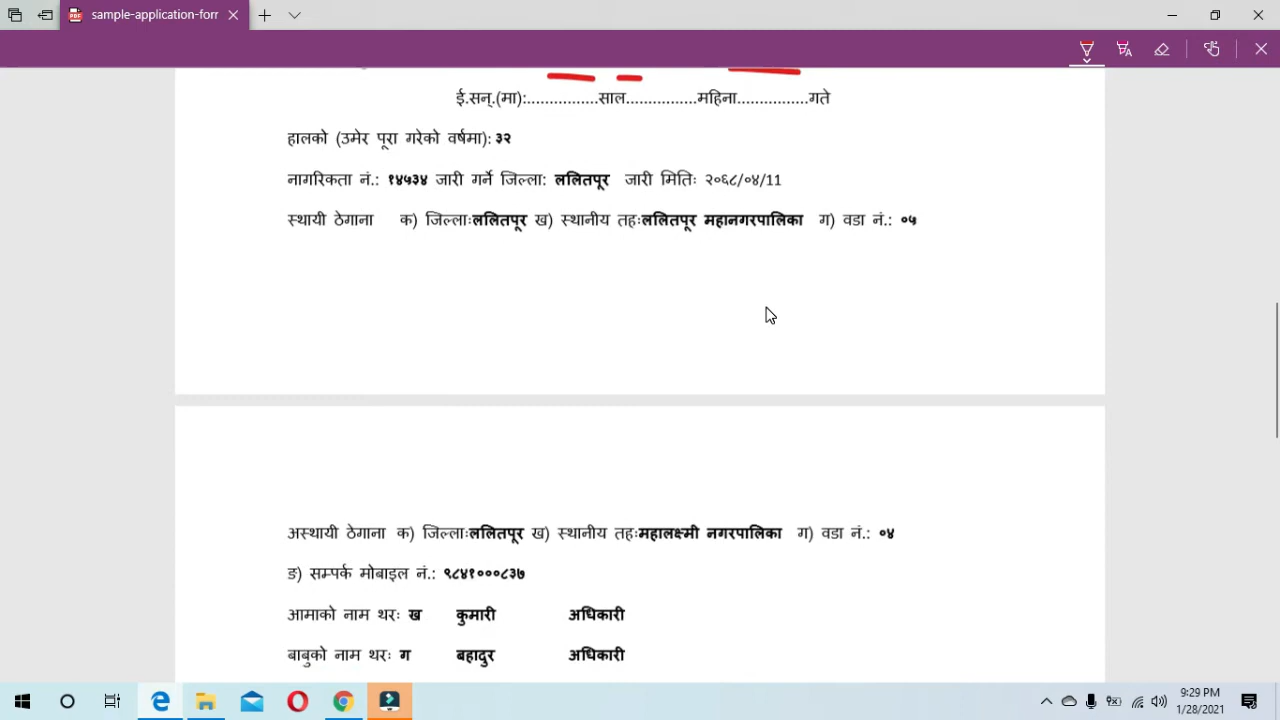 PSC-application.pdf
ई.सन्.(मा):................साल................महिना................गते
हालको (उमेर पूरा गरेको वर्षमा): ३२
नागरिकता नं.: १४५३४ जारी गर्ने जिल्ला: ललितपूर जारी मितिः २०६८/०४/11
स्थायी ठेगाना क) जिल्लाःललितपूर ख) स्थानीय तहःललितपूर महानगरपालिका ग) वडा नं.: ०५
अस्थायी ठेगाना क) जिल्लाःललितपूर ख) स्थानीय तहःमहालक्ष्मी नगरपालिका ग) वडा नं.: ०४
ङ) सम्पर्क मोबाइल नं.: ९८४१०००८३७
आमाको नाम थरः ख कुमारी अधिकारी
बाबुको नाम थरः ग बहादुर अधिकारी
9:29 PM
1/28/2021